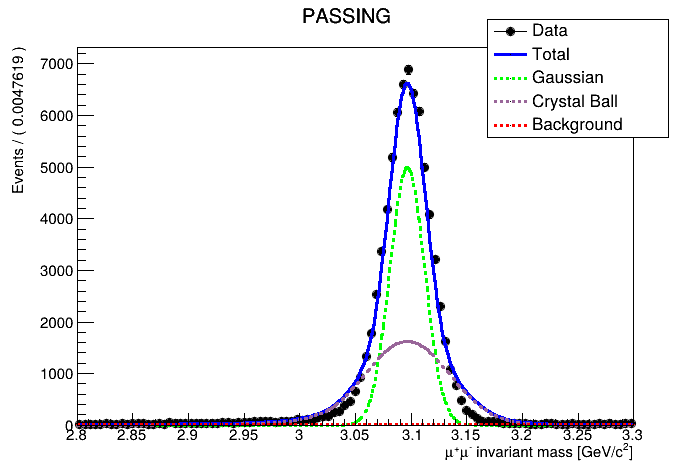 PASSING
Data
Total
Gaussian
Crystal Ball
Background
Events / ( 0.0047619 )
7000
6000
5000
4000
3000
2000
1000
0
2.8 2.85 2.9 2.95 3 3.05 3.1 3.15 3.2 3.25 3.3
μ⁺μ⁻ invariant mass [GeV/c²]